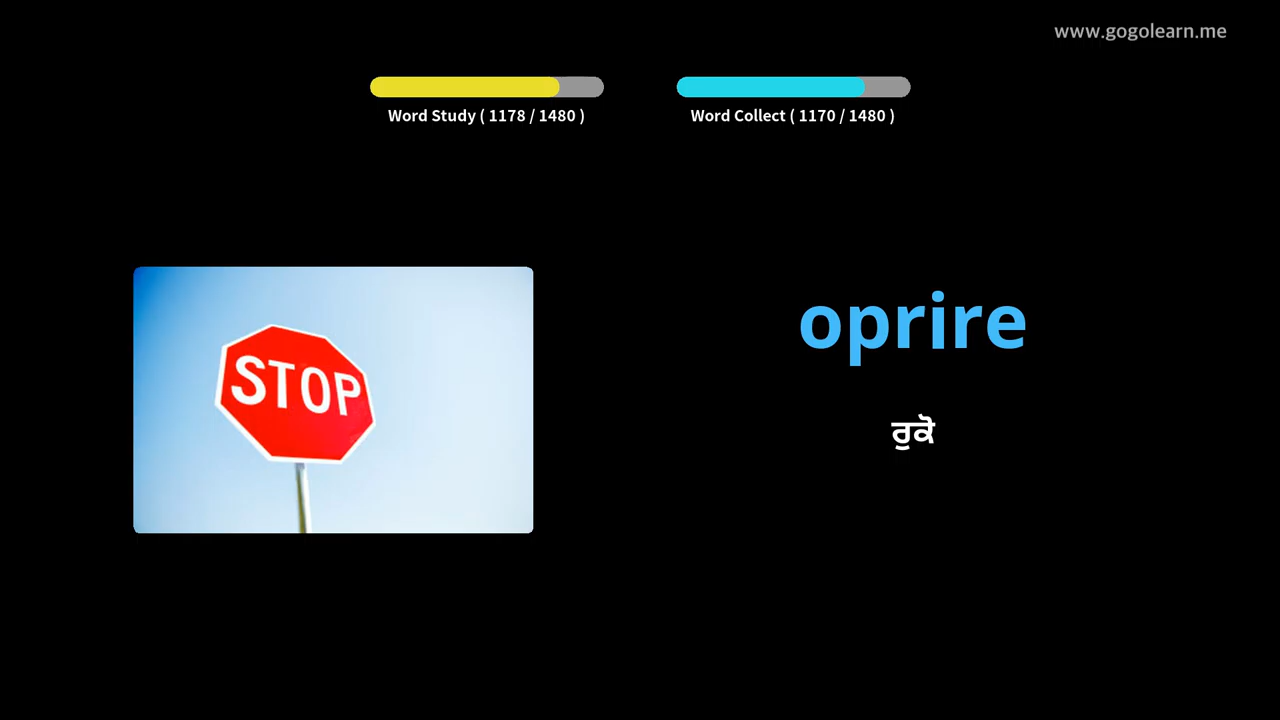 www.gogolearn.me
Word Study ( 1178 / 1480 )
Word Collect ( 1170 / 1480 )
STOP
oprire
ਰੁਕੋ